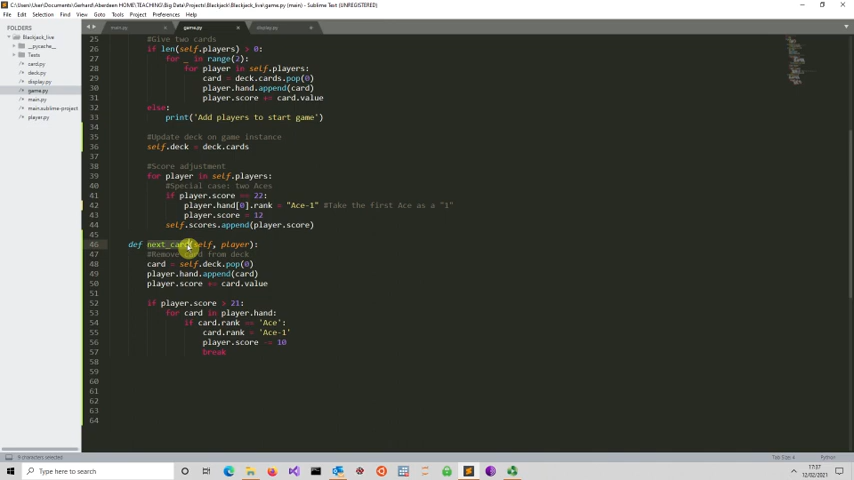 C:\Users\User\Documents\Gerhard\Aberdeen HOME\TEACHING\Big Data\Projects\Blackjack\Blackjack_live\game.py (main) - Sublime Text (UNREGISTERED)
File Edit Selection Find View Goto Tools Project Preferences Help
FOLDERS
Blackjack_live
__pycache__
Tests
card.py
deck.py
display.py
game.py
main.py
main.sublime-project
player.py
main.py
game.py
display.py
25 #Give two cards
26 if len(self.players) > 0:
27 for _ in range(2):
28 for player in self.players:
29 card = deck.cards.pop(0)
30 player.hand.append(card)
31 player.score += card.value
32 else:
33 print('Add players to start game')
34
35 #Update deck on game instance
36 self.deck = deck.cards
37
38 #Score adjustment
39 for player in self.players:
40 #Special case: two Aces
41 if player.score == 22:
42 player.hand[0].rank = "Ace-1" #Take the first Ace as a "1"
43 player.score = 12
44 self.scores.append(player.score)
45
46 def next_card(self, player):
47 #Remove card from deck
48 card = self.deck.pop(0)
49 player.hand.append(card)
50 player.score += card.value
51
52 if player.score > 21:
53 for card in player.hand:
54 if card.rank == 'Ace':
55 card.rank = 'Ace-1'
56 player.score -= 10
57 break
58
59
60
61
62
63
64
9 characters selected
Tab Size: 4
Python
Type here to search
17:37
12/02/2021